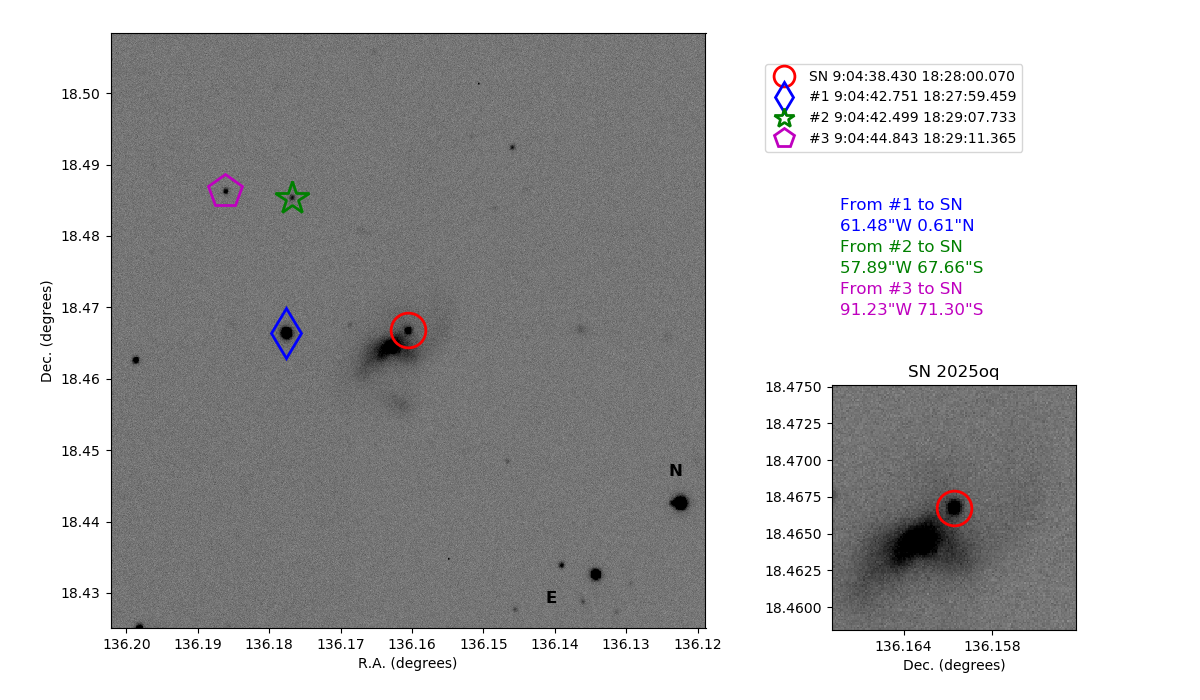 SN 9:04:38.430 18:28:00.070
#1 9:04:42.751 18:27:59.459
#2 9:04:42.499 18:29:07.733
#3 9:04:44.843 18:29:11.365
From #1 to SN
61.48"W 0.61"N
From #2 to SN
57.89"W 67.66"S
From #3 to SN
91.23"W 71.30"S
18.50
18.49
18.48
18.47
18.46
18.45
18.44
18.43
Dec. (degrees)
N
E
136.20 136.19 136.18 136.17 136.16 136.15 136.14 136.13 136.12
R.A. (degrees)
SN 2025oq
18.4750
18.4725
18.4700
18.4675
18.4650
18.4625
18.4600
136.164 136.158
Dec. (degrees)